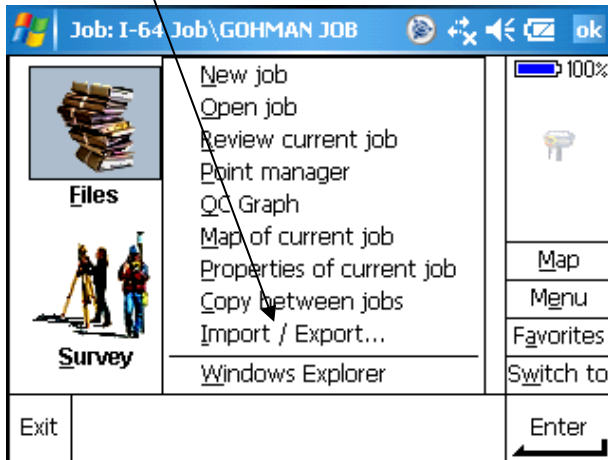 Job: I-64 Job\GOHMAN JOB
ok
New job
100%
Open job
Review current job
Point manager
Files
QC Graph
Map of current job
Map
Properties of current job
Copy between jobs
Menu
Import / Export...
Favorites
Survey
Windows Explorer
Switch to
Exit
Enter